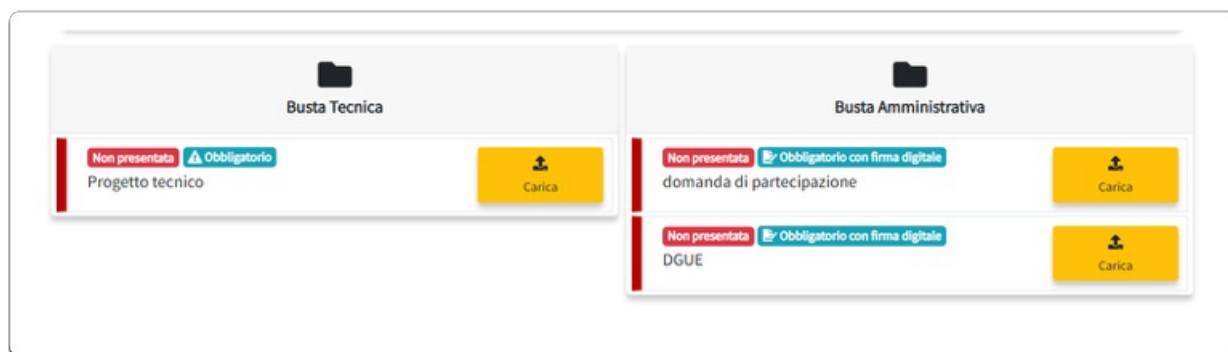 Busta Tecnica
Non presentata Obbligatorio
Progetto tecnico
Carica
Busta Amministrativa
Non presentata Obbligatorio con firma digitale
domanda di partecipazione
Carica
Non presentata Obbligatorio con firma digitale
DGUE
Carica